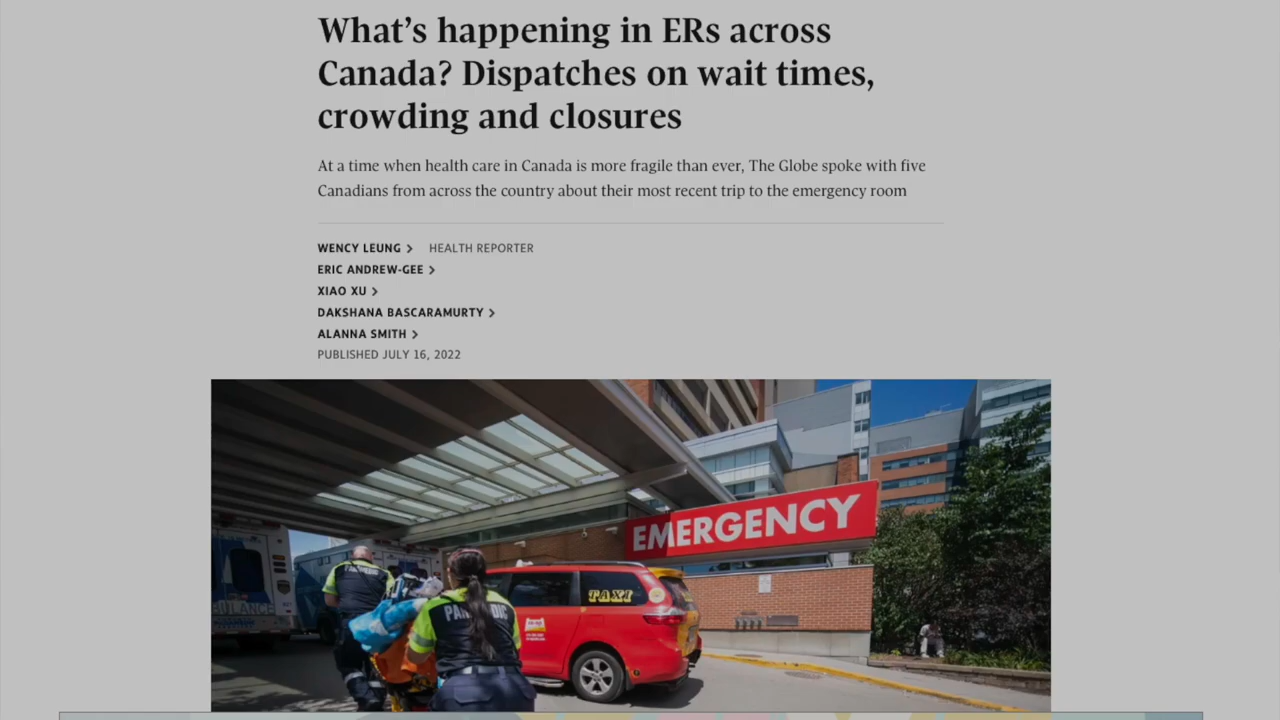 What’s happening in ERs across
Canada? Dispatches on wait times,
crowding and closures
At a time when health care in Canada is more fragile than ever, The Globe spoke with five
Canadians from across the country about their most recent trip to the emergency room
WENCY LEUNG > HEALTH REPORTER
ERIC ANDREW-GEE >
XIAO XU >
DAKSHANA BASCARAMURTY >
ALANNA SMITH >
PUBLISHED JULY 16, 2022
EMERGENCY
TAXI
PARAMEDIC